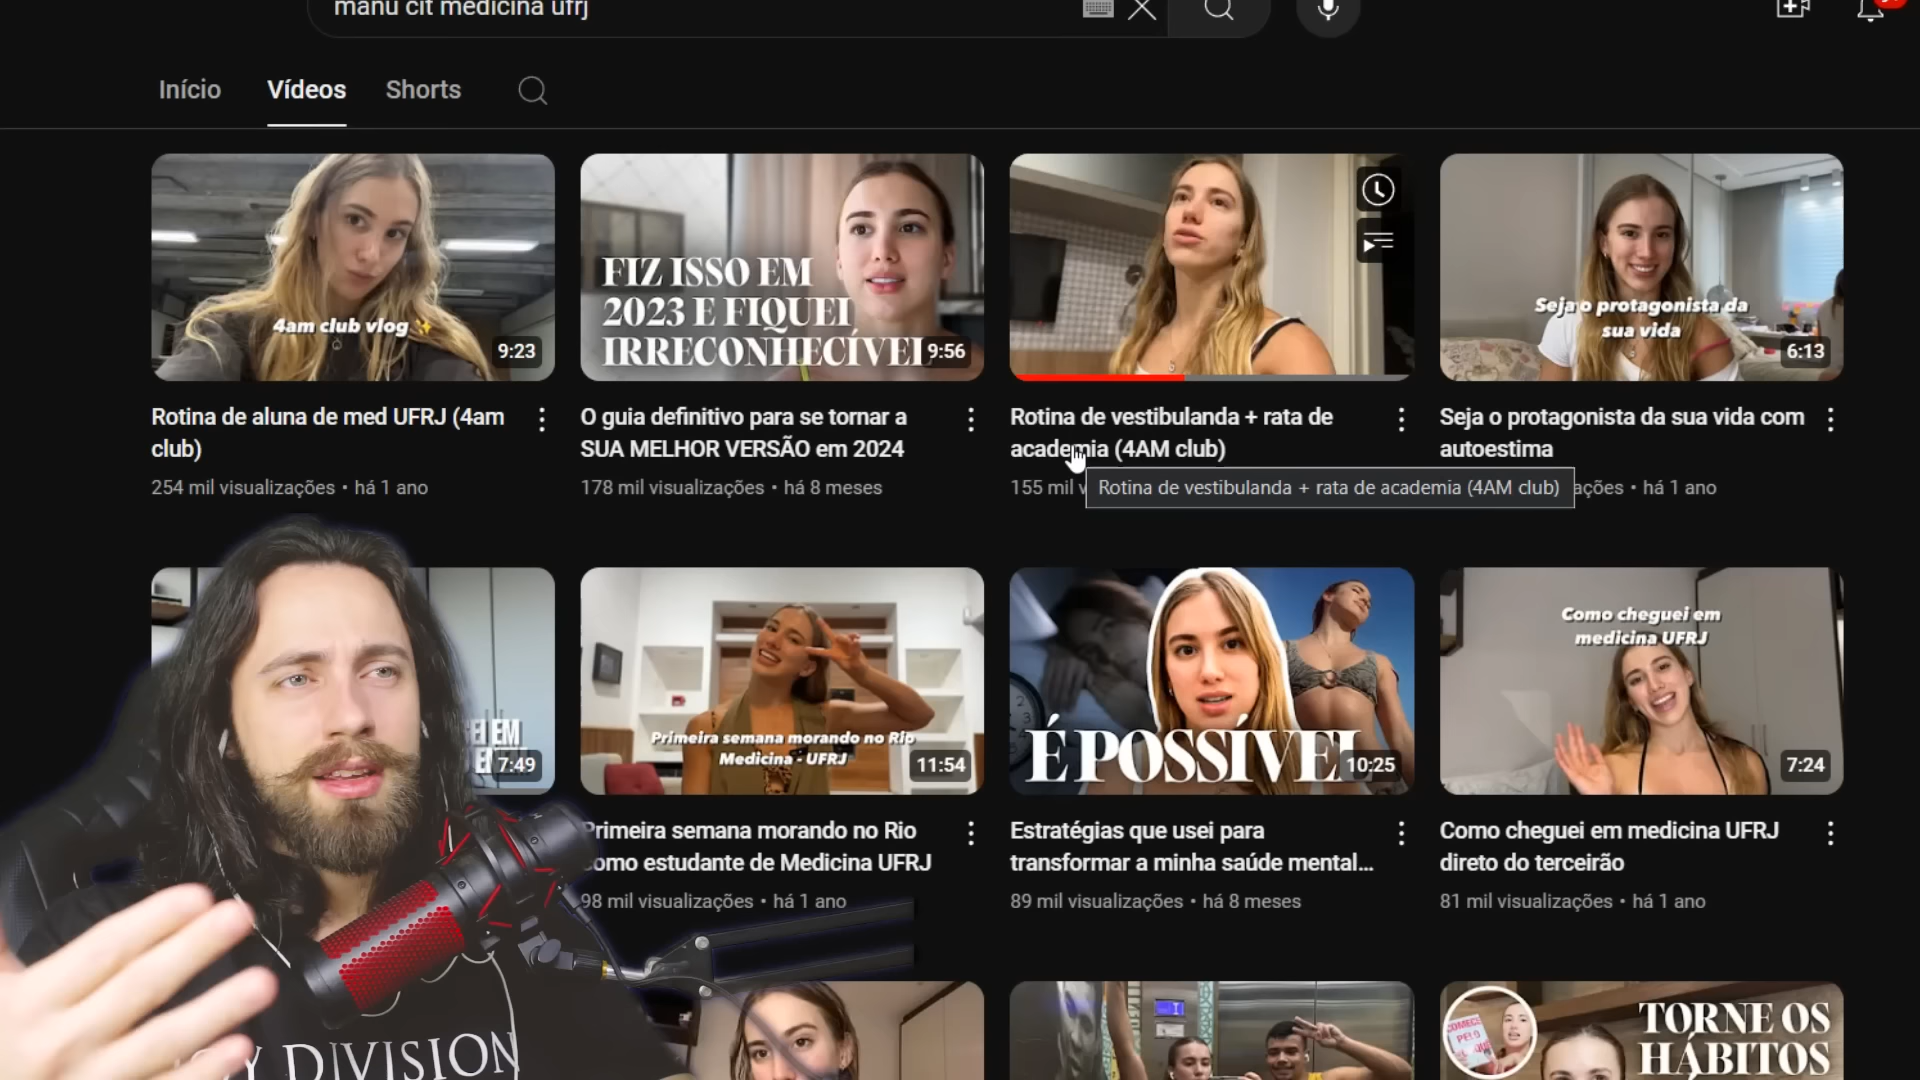 manu cit medicina ufrj
Início
Vídeos
Shorts
4am club vlog ✨
9:23
FIZ ISSO EM
2023 E FIQUEI
IRRECONHECÍVEL
9:56
Seja o protagonista da
sua vida
6:13
Rotina de aluna de med UFRJ (4am
club)
254 mil visualizações • há 1 ano
O guia definitivo para se tornar a
SUA MELHOR VERSÃO em 2024
178 mil visualizações • há 8 meses
Rotina de vestibulanda + rata de
academia (4AM club)
155 mil
Rotina de vestibulanda + rata de academia (4AM club)
Seja o protagonista da sua vida com
autoestima
ações • há 1 ano
EI EM
7:49
Primeira semana morando no Rio
Medicina - UFRJ
11:54
É POSSÍVEL
10:25
Como cheguei em
medicina UFRJ
7:24
Primeira semana morando no Rio
como estudante de Medicina UFRJ
98 mil visualizações • há 1 ano
Estratégias que usei para
transformar a minha saúde mental...
89 mil visualizações • há 8 meses
Como cheguei em medicina UFRJ
direto do terceirão
81 mil visualizações • há 1 ano
COMECE
PELO
TORNE OS
HÁBITOS
DIVISION